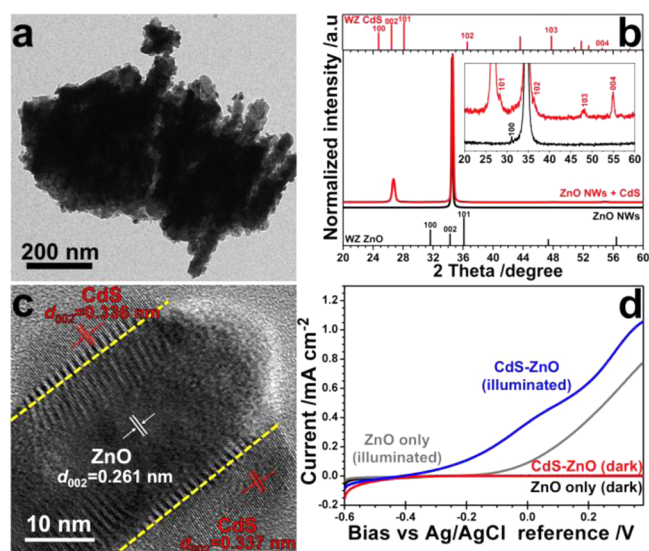 a
200 nm
b
WZ CdS
100
002
101
102
103
004
Normalized intensity /a.u
101
102
103
004
100
20 25 30 35 40 45 50 55 60
ZnO NWs + CdS
ZnO NWs
WZ ZnO
100
002
101
20 24 28 32 36 40 44 48 52 56 60
2 Theta /degree
c
CdS
d002=0.336 nm
ZnO
d002=0.261 nm
CdS
d002=0.337 nm
10 nm
d
Current /mA cm-2
1.2
1.0
0.8
0.6
0.4
0.2
0.0
-0.2
CdS-ZnO
(illuminated)
ZnO only
(illuminated)
CdS-ZnO (dark)
ZnO only (dark)
-0.6 -0.4 -0.2 0.0 0.2
Bias vs Ag/AgCl reference /V